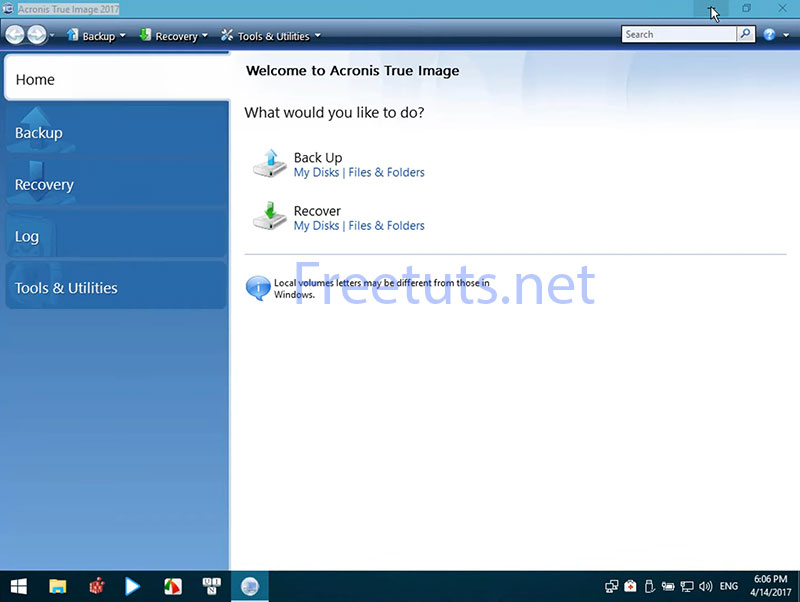 Acronis True Image 2017
Backup Recovery Tools & Utilities Search
Home
Backup
Recovery
Log
Tools & Utilities
Welcome to Acronis True Image
What would you like to do?
Back Up
My Disks | Files & Folders
Recover
My Disks | Files & Folders
Local volumes letters may be different from those in
Windows.
Freetuts.net
ENG
6:06 PM
4/14/2017